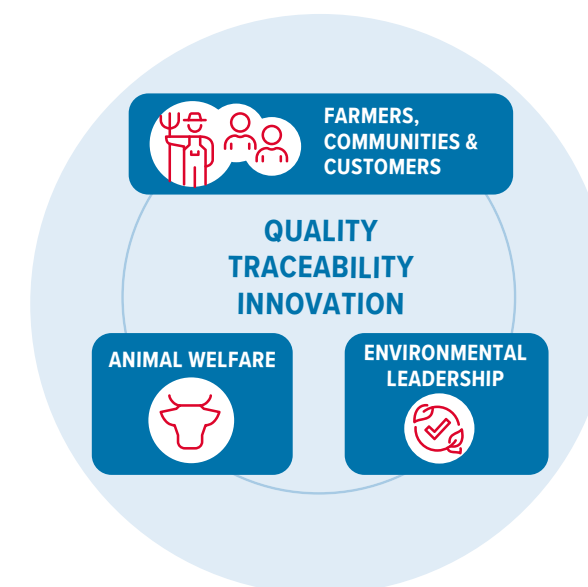 FARMERS,
COMMUNITIES &
CUSTOMERS
QUALITY
TRACEABILITY
INNOVATION
ANIMAL WELFARE
ENVIRONMENTAL
LEADERSHIP